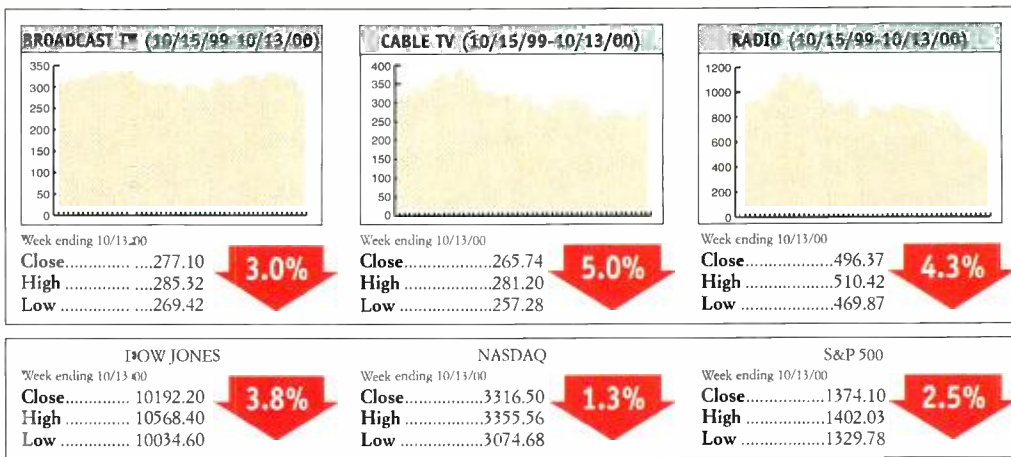 BROADCAST TV (10/15/99-10/13/00)
350
300
250
200
150
100
50
0
Week ending 10/13/00
Close.................277.10
High .................285.32
Low .................269.42
3.0%
CABLE TV (10/15/99-10/13/00)
400
350
300
250
200
150
100
50
0
Week ending 10/13/00
Close.................265.74
High .................281.20
Low .................257.28
5.0%
RADIO (10/15/99-10/13/00)
1200
1000
800
600
400
200
0
Week ending 10/13/00
Close.................496.37
High .................510.42
Low .................469.87
4.3%
DOW JONES
Week ending 10/13/00
Close............. 10192.20
High .............. 10568.40
Low ............... 10034.60
3.8%
NASDAQ
Week ending 10/13/00
Close...............3316.50
High ...............3355.56
Low ................3074.68
1.3%
S&P 500
Week ending 10/13/00
Close...............1374.10
High ...............1402.03
Low ................1329.78
2.5%